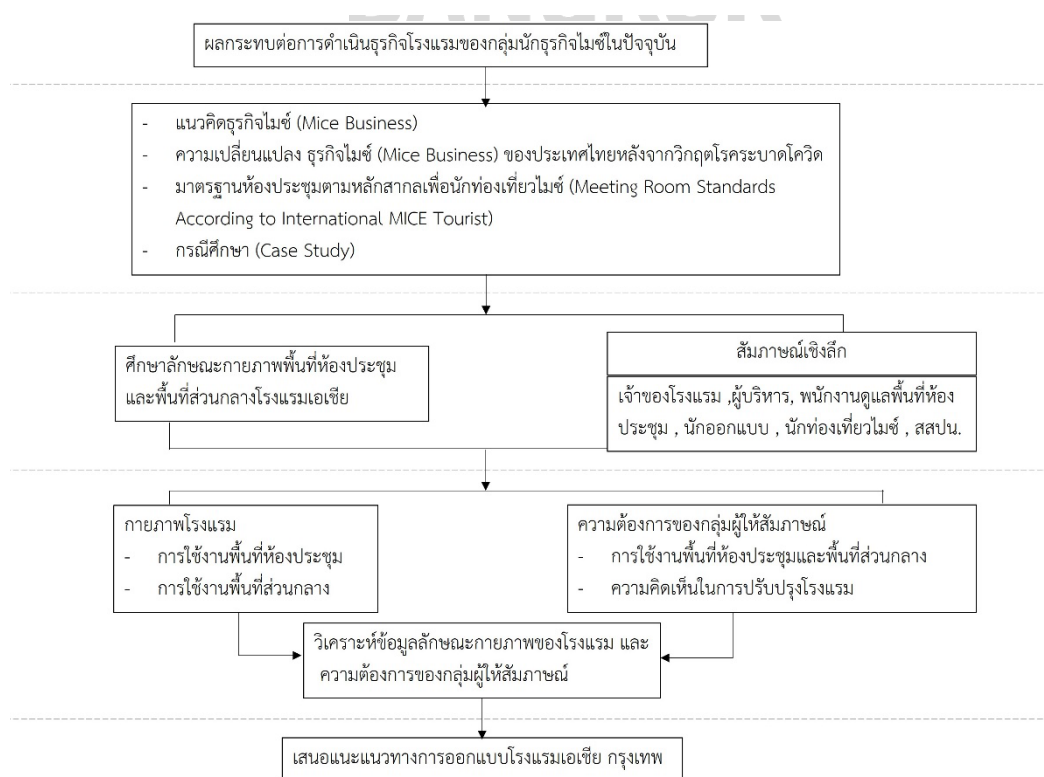 ผลกระทบต่อการดำเนินธุรกิจโรงแรมของกลุ่มนักธุรกิจไมซ์ในปัจจุบัน
- แนวคิดธุรกิจไมซ์ (Mice Business)
- ความเปลี่ยนแปลง ธุรกิจไมซ์ (Mice Business) ของประเทศไทยหลังจากวิกฤตโรคระบาดโควิด
- มาตรฐานห้องประชุมตามหลักสากลเพื่อนักท่องเที่ยวไมซ์ (Meeting Room Standards
According to International MICE Tourist)
- กรณีศึกษา (Case Study)
ศึกษาลักษณะกายภาพพื้นที่ห้องประชุม
และพื้นที่ส่วนกลางโรงแรมเอเชีย
สัมภาษณ์เชิงลึก
เจ้าของโรงแรม ,ผู้บริหาร, พนักงานดูแลพื้นที่ห้อง
ประชุม , นักออกแบบ , นักท่องเที่ยวไมซ์ , สสปน.
กายภาพโรงแรม
- การใช้งานพื้นที่ห้องประชุม
- การใช้งานพื้นที่ส่วนกลาง
ความต้องการของกลุ่มผู้ให้สัมภาษณ์
- การใช้งานพื้นที่ห้องประชุมและพื้นที่ส่วนกลาง
- ความคิดเห็นในการปรับปรุงโรงแรม
วิเคราะห์ข้อมูลลักษณะกายภาพของโรงแรม และ
ความต้องการของกลุ่มผู้ให้สัมภาษณ์
เสนอแนะแนวทางการออกแบบโรงแรมเอเชีย กรุงเทพ